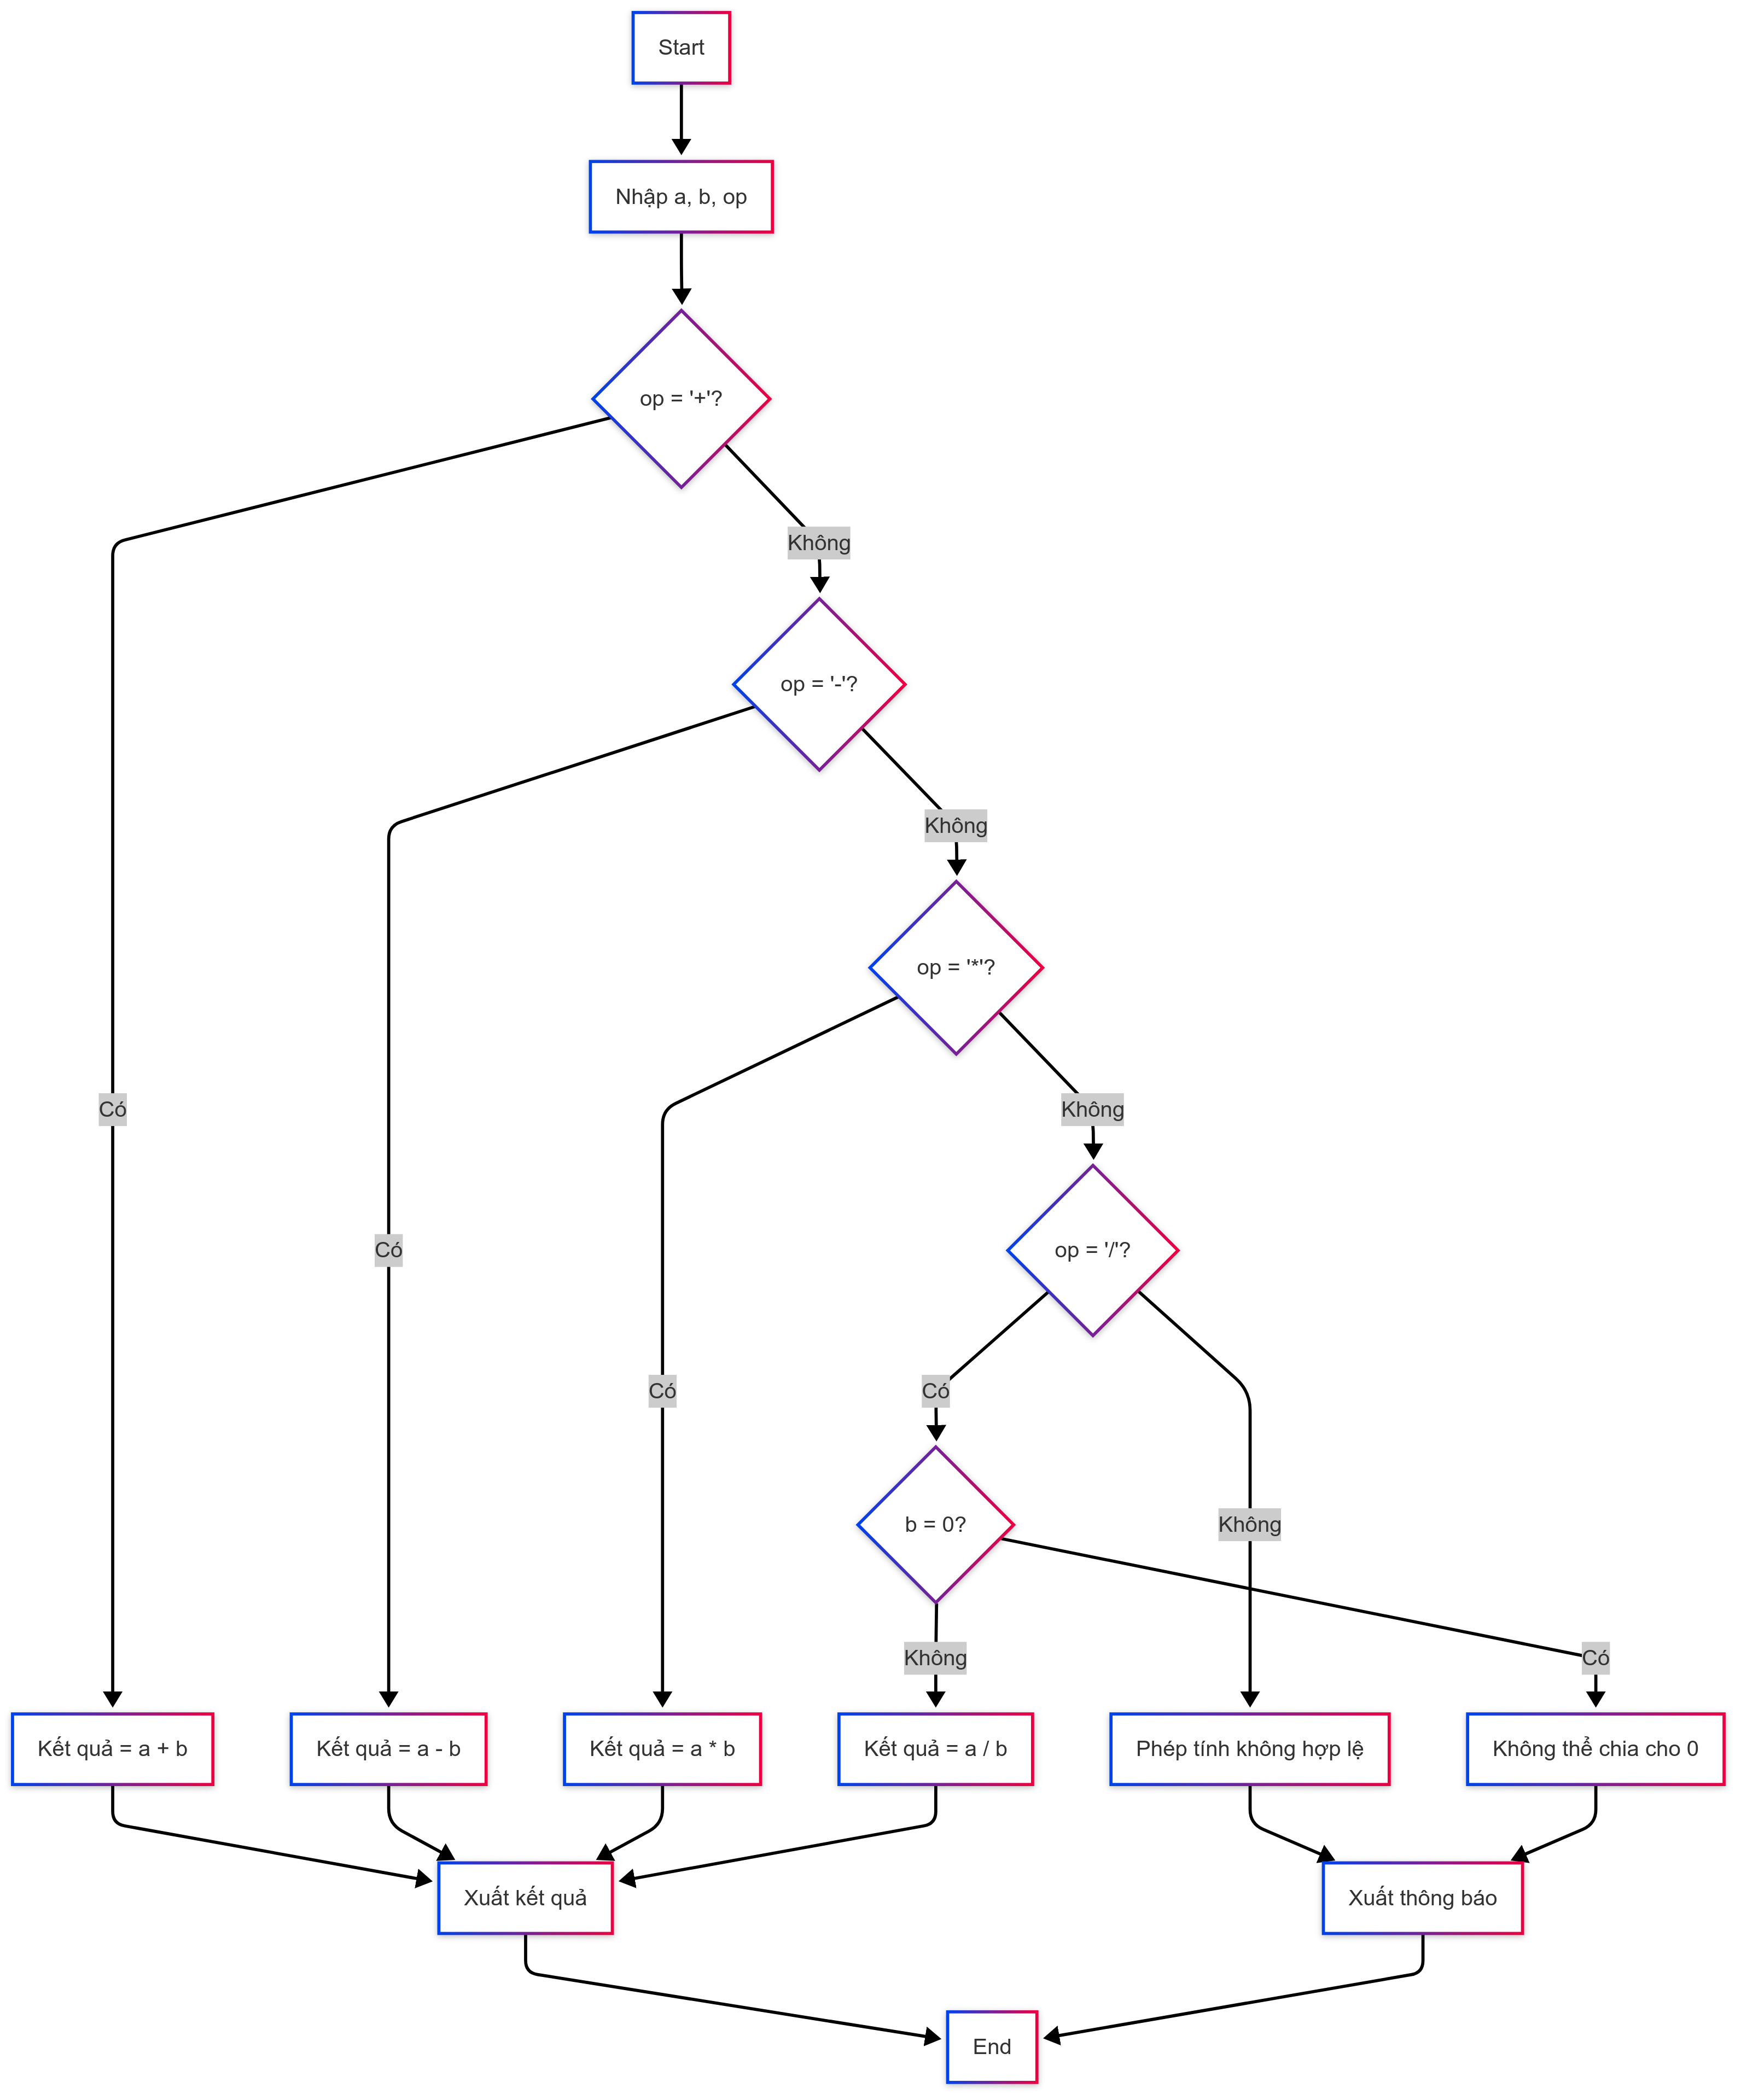 Start
Nhập a, b, op
op = '+'?
Không
op = '-'?
Không
op = '*'?
Có
Không
op = '/'?
Có
Có
Có
Không
b = 0?
Không
Có
Kết quả = a + b
Kết quả = a - b
Kết quả = a * b
Kết quả = a / b
Phép tính không hợp lệ
Không thể chia cho 0
Xuất kết quả
Xuất thông báo
End